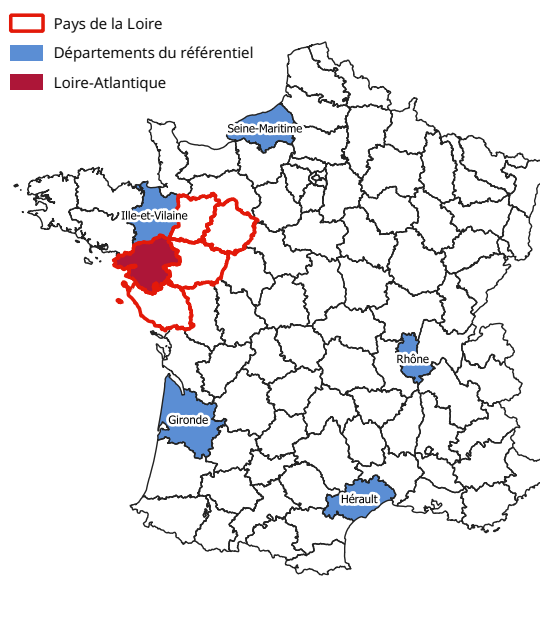 Pays de la Loire
Départements du référentiel
Loire-Atlantique
Seine-Maritime
Ille-et-Vilaine
Rhône
Gironde
Hérault